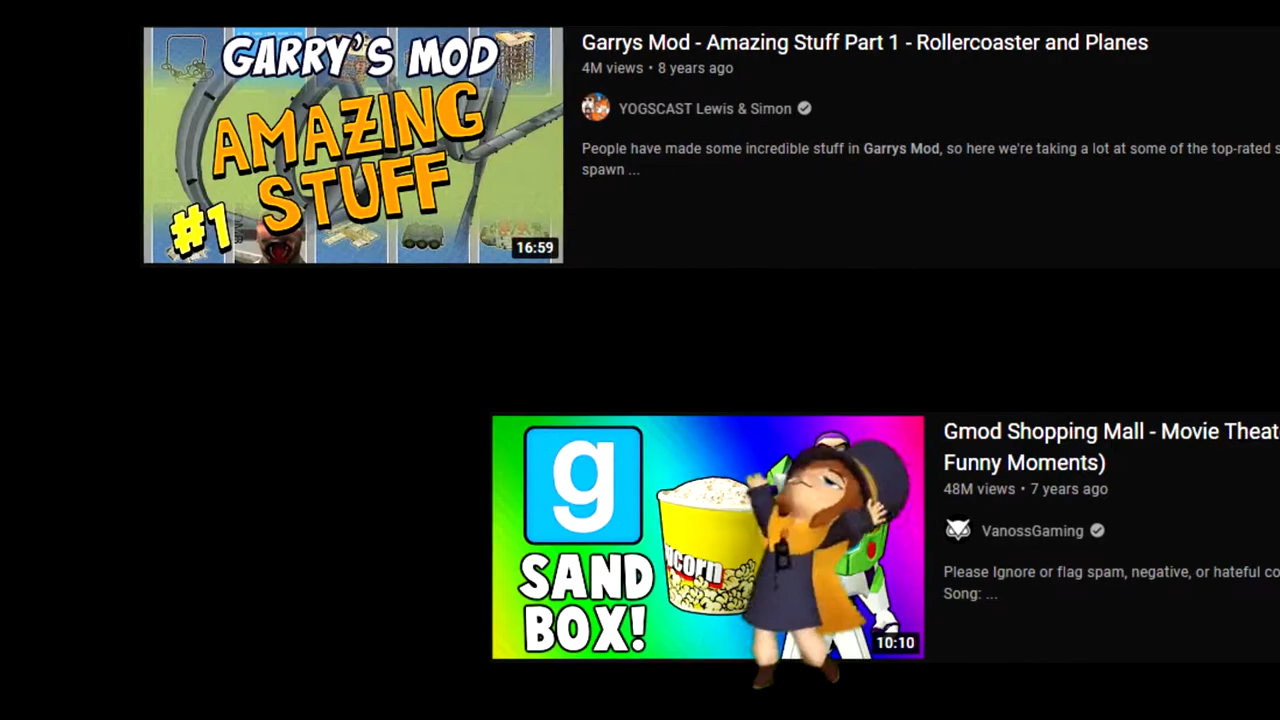 GARRY'S MOD
AMAZING
STUFF
#1
16:59
Garrys Mod - Amazing Stuff Part 1 - Rollercoaster and Planes
4M views • 8 years ago
YOGSCAST Lewis & Simon
People have made some incredible stuff in Garrys Mod, so here we're taking a lot at some of the top-rated s
spawn ...
g
SAND
BOX!
corn
10:10
Gmod Shopping Mall - Movie Theat
Funny Moments)
48M views • 7 years ago
VanossGaming
Please Ignore or flag spam, negative, or hateful co
Song: ...